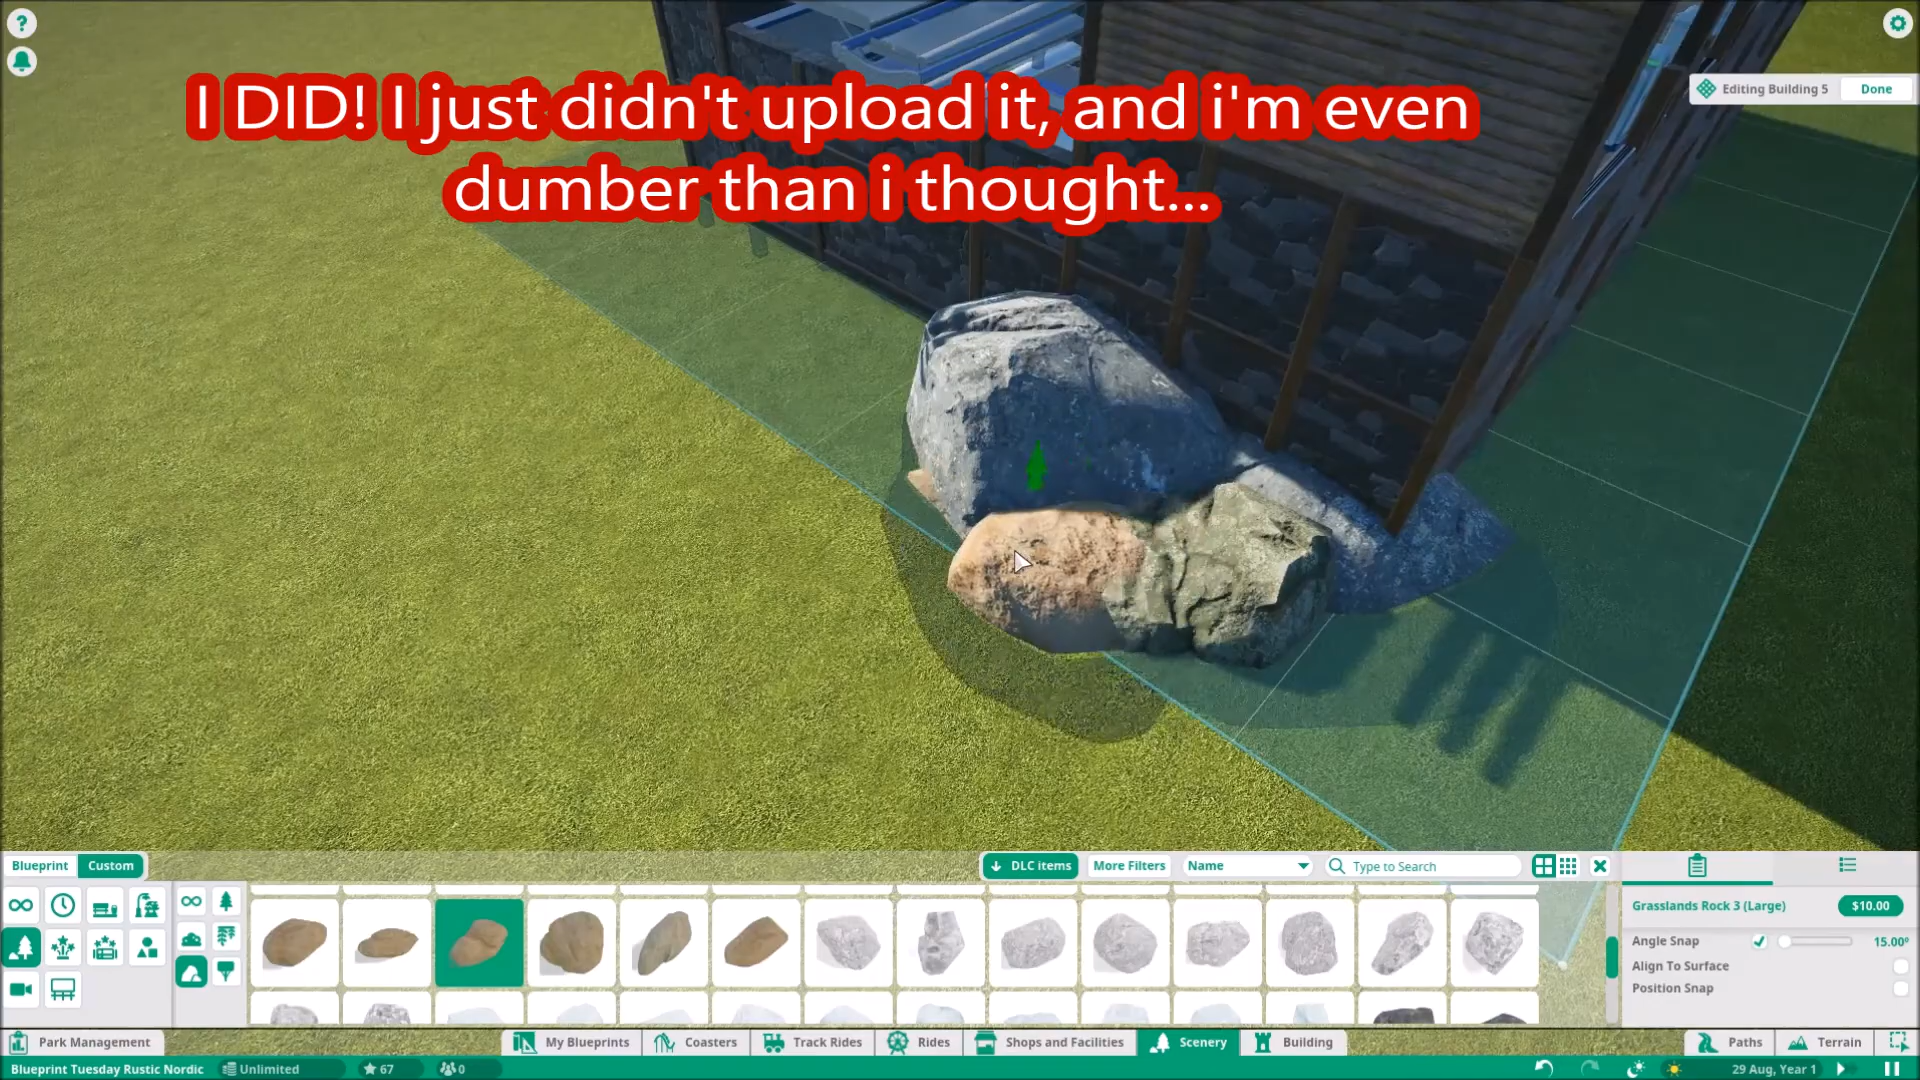 ?
I DID! I just didn't upload it, and i'm even
dumber than i thought...
Editing Building 5
Done
Blueprint
Custom
DLC items
More Filters
Name
Type to Search
Grasslands Rock 3 (Large)
$10.00
Angle Snap
15.00°
Align To Surface
Position Snap
Park Management
My Blueprints
Coasters
Track Rides
Rides
Shops and Facilities
Scenery
Building
Paths
Terrain
Blueprint Tuesday Rustic Nordic
Unlimited
67
0
29 Aug, Year 1